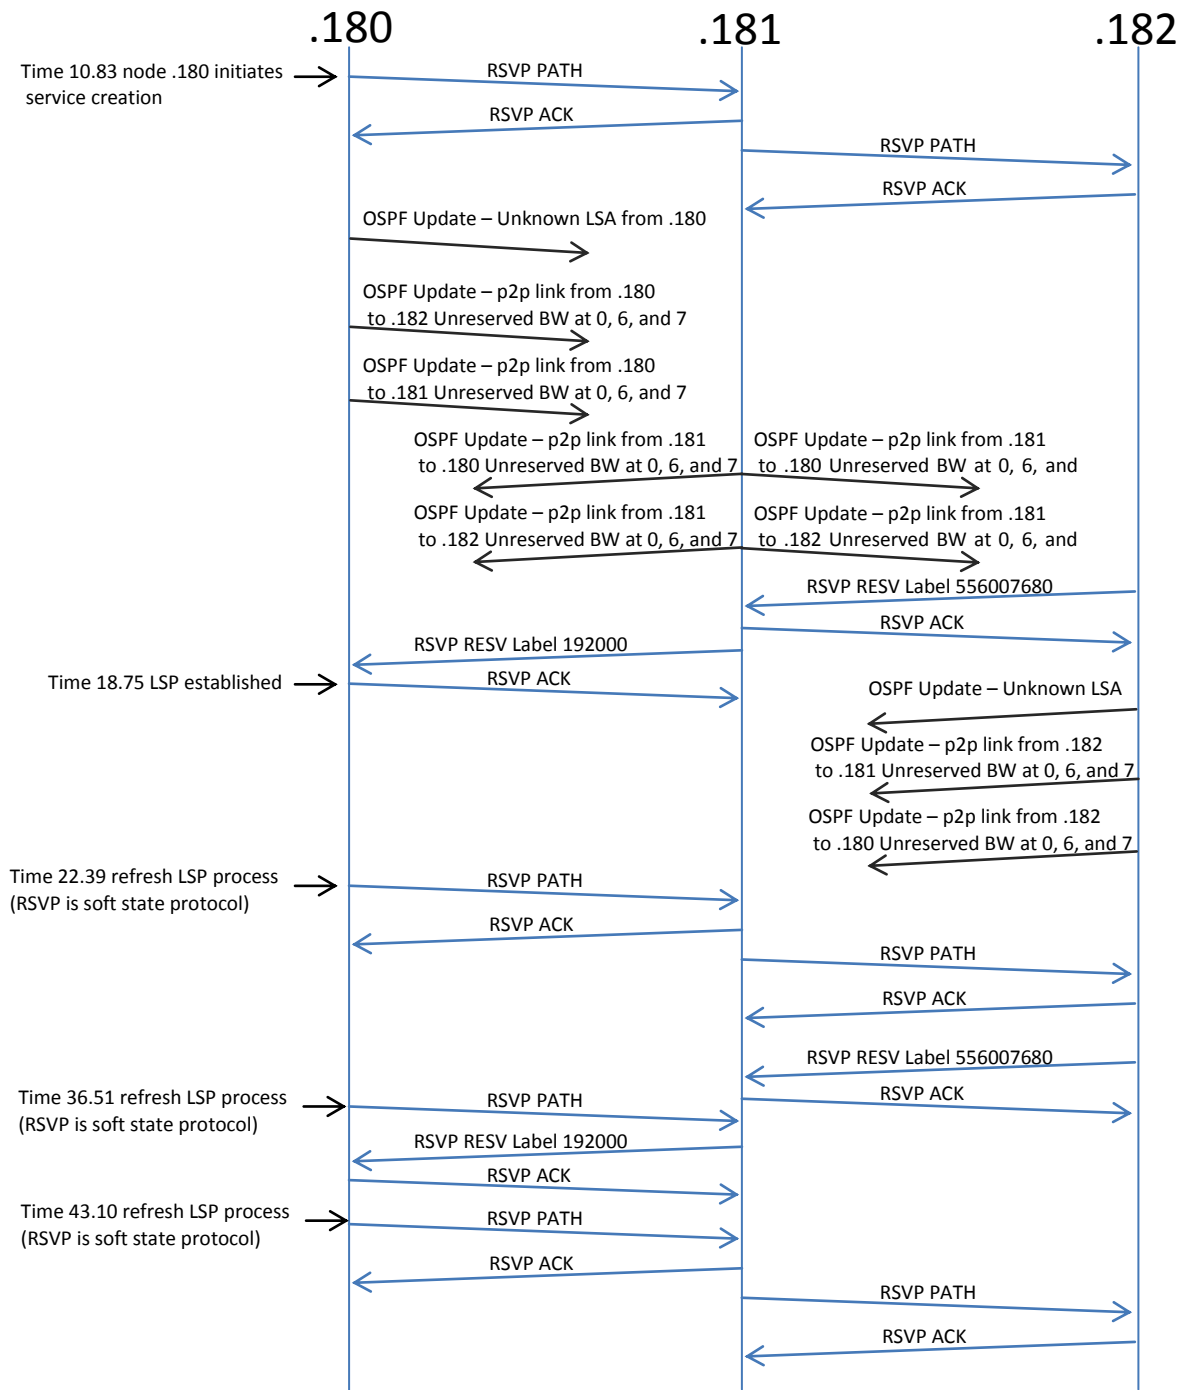 .180
.181
.182
Time 10.83 node .180 initiates
service creation
RSVP PATH
RSVP ACK
RSVP PATH
RSVP ACK
OSPF Update – Unknown LSA from .180
OSPF Update – p2p link from .180
to .182 Unreserved BW at 0, 6, and 7
OSPF Update – p2p link from .180
to .181 Unreserved BW at 0, 6, and 7
OSPF Update – p2p link from .181
to .180 Unreserved BW at 0, 6, and 7
OSPF Update – p2p link from .181
to .180 Unreserved BW at 0, 6, and
OSPF Update – p2p link from .181
to .182 Unreserved BW at 0, 6, and 7
OSPF Update – p2p link from .181
to .182 Unreserved BW at 0, 6, and
RSVP RESV Label 556007680
RSVP ACK
RSVP RESV Label 192000
Time 18.75 LSP established
RSVP ACK
OSPF Update – Unknown LSA
OSPF Update – p2p link from .182
to .181 Unreserved BW at 0, 6, and 7
OSPF Update – p2p link from .182
to .180 Unreserved BW at 0, 6, and 7
Time 22.39 refresh LSP process
(RSVP is soft state protocol)
RSVP PATH
RSVP ACK
RSVP PATH
RSVP ACK
RSVP RESV Label 556007680
RSVP ACK
Time 36.51 refresh LSP process
(RSVP is soft state protocol)
RSVP PATH
RSVP RESV Label 192000
RSVP ACK
Time 43.10 refresh LSP process
(RSVP is soft state protocol)
RSVP PATH
RSVP ACK
RSVP PATH
RSVP ACK